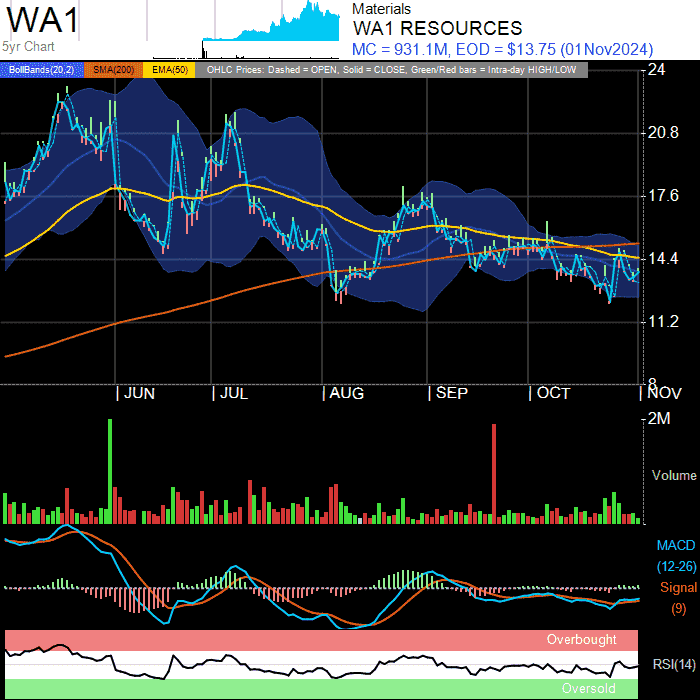 WA1
5yr Chart
Materials
WA1 RESOURCES
MC = 931.1M, EOD = $13.75 (01Nov2024)
BollBands(20,2) SMA(200) EMA(50) OHLC Prices: Dashed = OPEN, Solid = CLOSE, Green/Red bars = Intra-day HIGH/LOW
24
20.8
17.6
14.4
11.2
8
JUN JUL AUG SEP OCT NOV
2M
Volume
MACD
(12-26)
Signal
(9)
Overbought
RSI(14)
Oversold